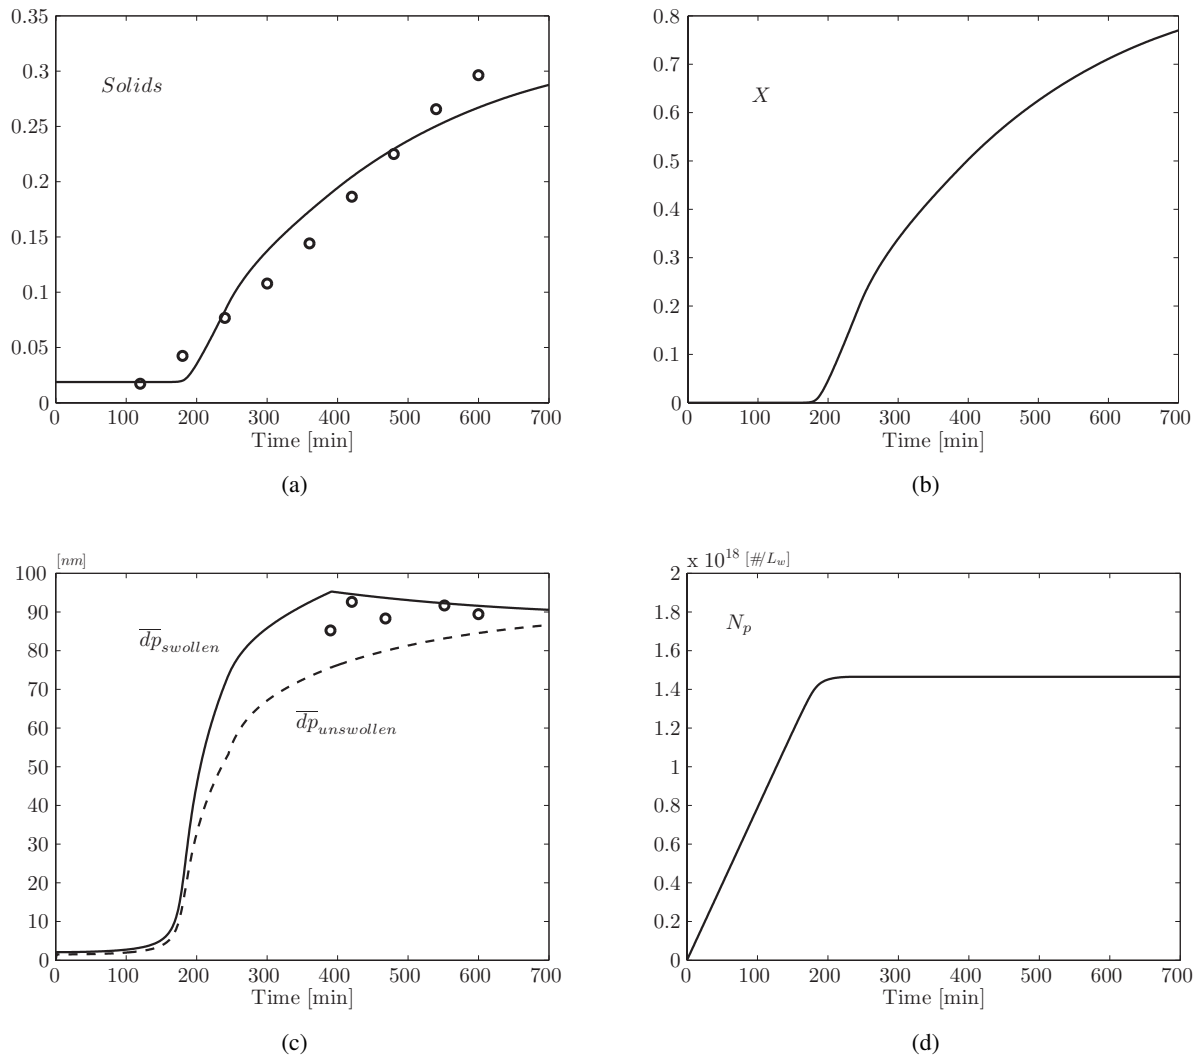 0.35
0.3
0.25
0.2
0.15
0.1
0.05
0
Solids
0 100 200 300 400 500 600 700
Time [min]
(a)
0.8
0.7
0.6
0.5
0.4
0.3
0.2
0.1
0
X
0 100 200 300 400 500 600 700
Time [min]
(b)
[nm]
100
90
80
70
60
50
40
30
20
10
0
dp swollen
dp unswollen
0 100 200 300 400 500 600 700
Time [min]
(c)
x 10^18 [#/L_w]
2
1.8
1.6
1.4
1.2
1
0.8
0.6
0.4
0.2
0
N_p
0 100 200 300 400 500 600 700
Time [min]
(d)